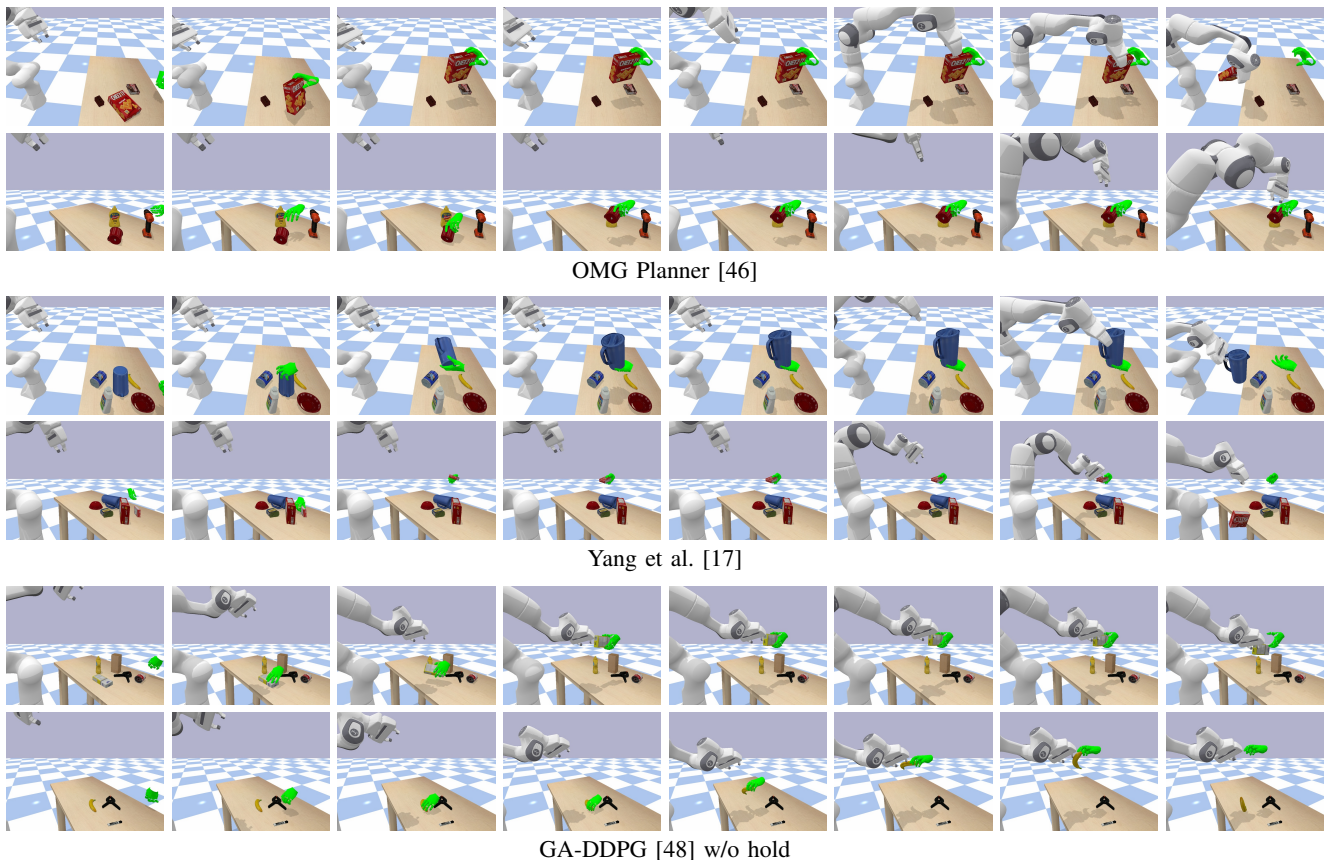 OMG Planner [46]
Yang et al. [17]
GA-DDPG [48] w/o hold